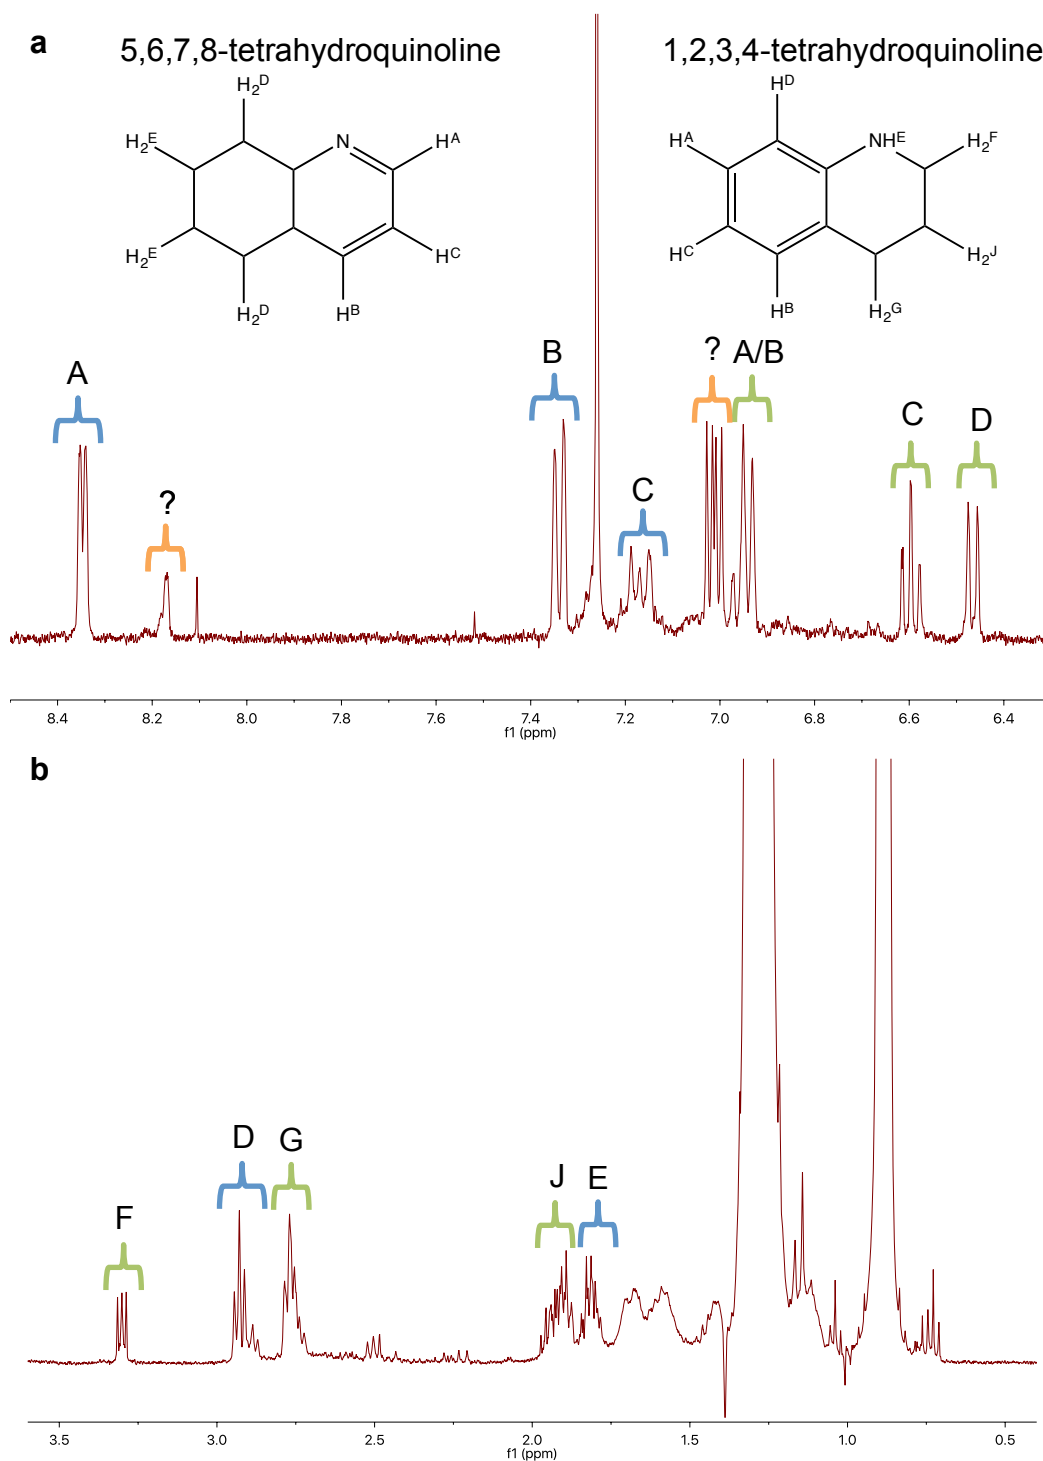 a
5,6,7,8-tetrahydroquinoline
1,2,3,4-tetrahydroquinoline
H2D
H2E
N
HA
H2E
HC
H2D
HB
HD
HA
NHE
H2F
HC
H2J
HB
H2G
A
?
B
C
?
A/B
C
D
8.4
8.2
8.0
7.8
7.6
7.4
7.2
7.0
6.8
6.6
6.4
f1 (ppm)
b
F
D
G
J
E
3.5
3.0
2.5
2.0
1.5
1.0
0.5
f1 (ppm)